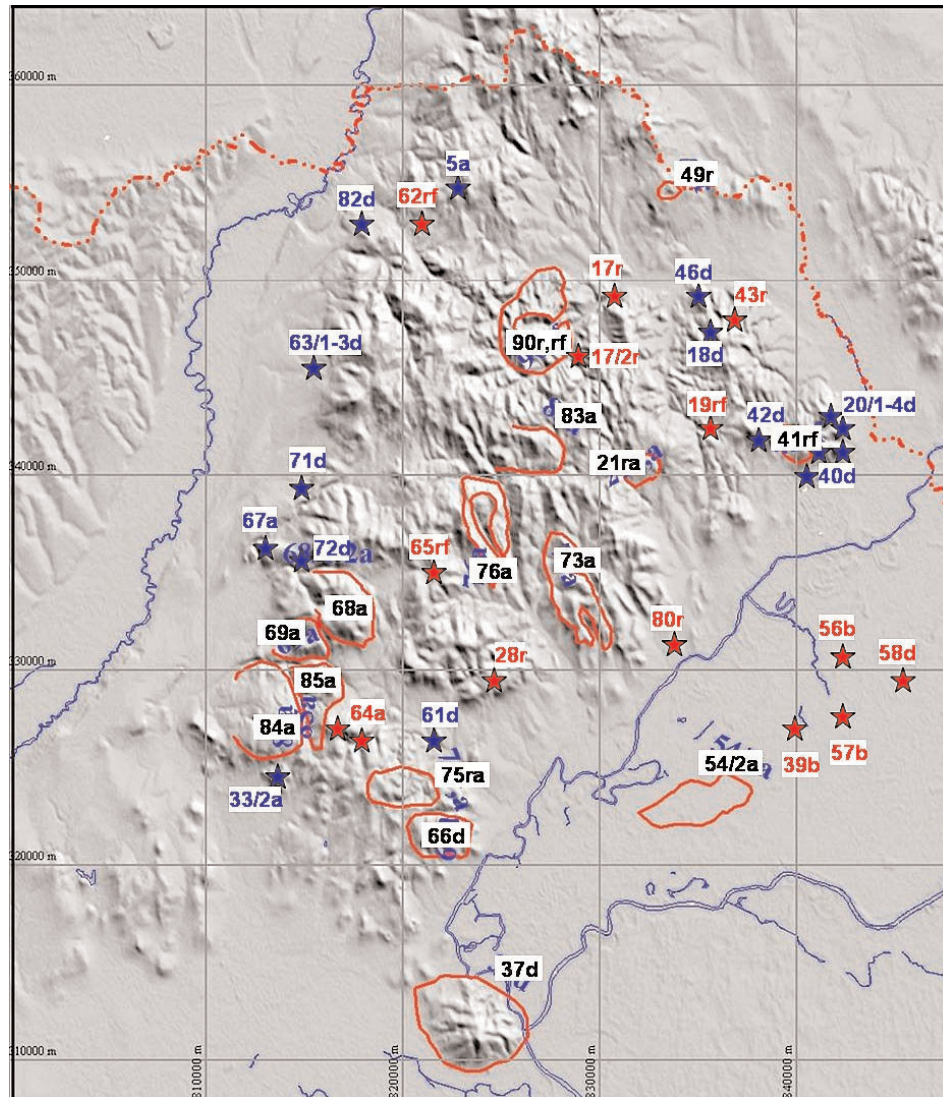 360000 m
5a
49r
82d
62rf
350000 m
17r
46d
43r
90r,rf
18d
63/1-3d
17/2r
83a
19rf
42d
20/1-4d
41rf
71d
21ra
340000 m
40d
67a
72d
65rf
76a
73a
68a
69a
80r
56b
330000 m
28r
58d
85a
84a
64a
61d
39b
57b
33/2a
75ra
54/2a
66d
320000 m
37d
310000 m
810000 m
820000 m
830000 m
840000 m